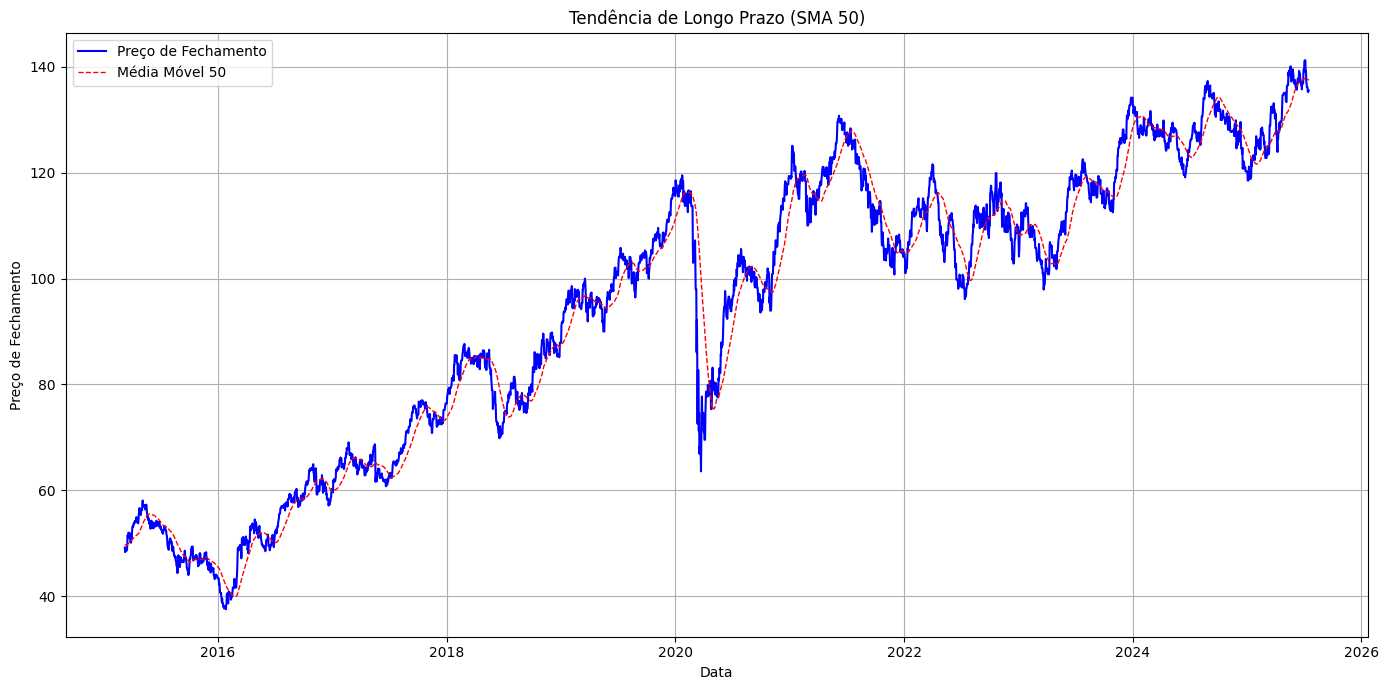 Tendência de Longo Prazo (SMA 50)
Preço de Fechamento
Média Móvel 50
Preço de Fechamento
140
120
100
80
60
40
2016
2018
2020
2022
2024
2026
Data